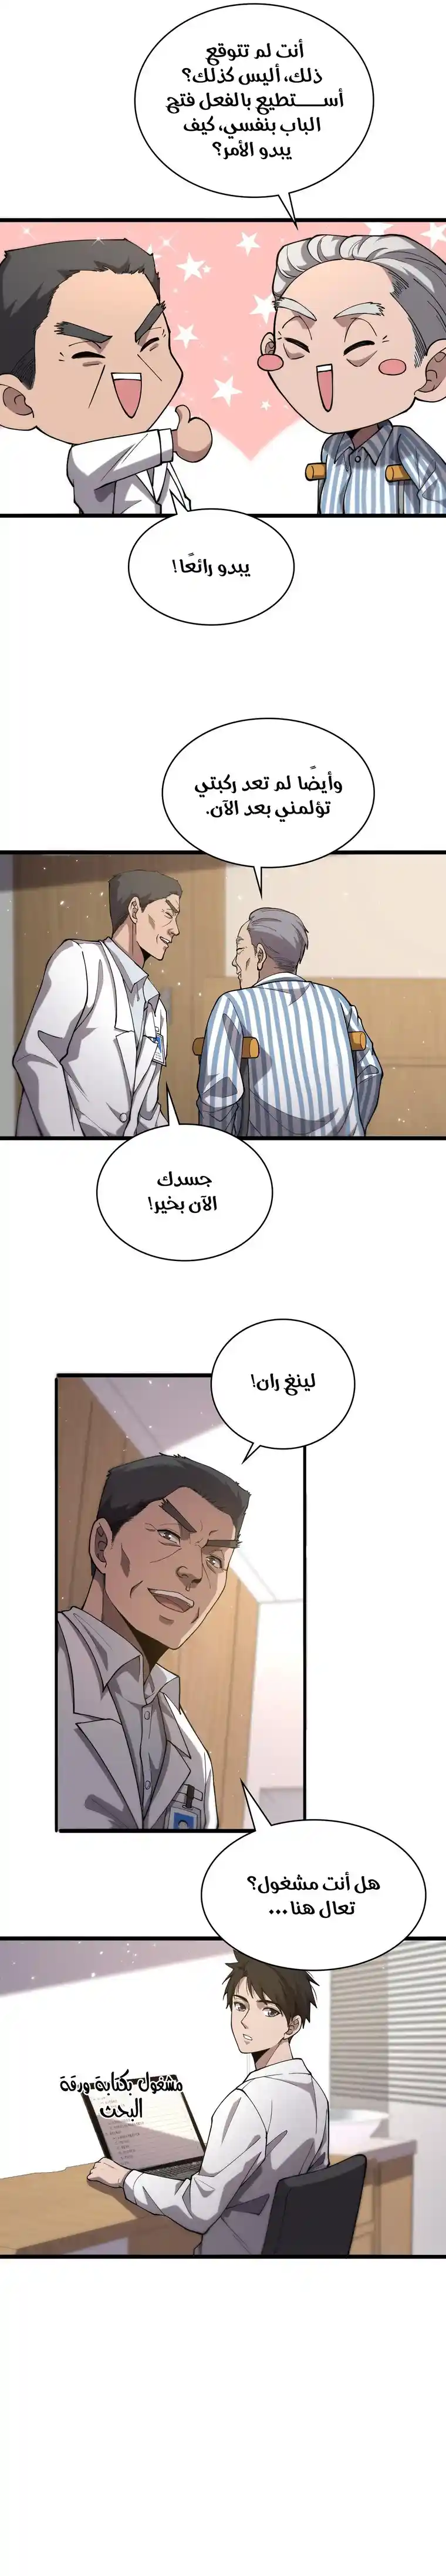 أنت لم تتوقع
ذلك، أليس كذلك؟
أستطيع بالفعل فتح
الباب بنفسي، كيف
يبدو الأمر؟
يبدو رائعًا!
وأيضًا لم تعد ركبتي
تؤلمني بعد الآن.
جسدك
الآن بخير!
لينغ ران!
هل أنت مشغول؟
تعال هنا...
مشغول بكتابة ورقة
البحث